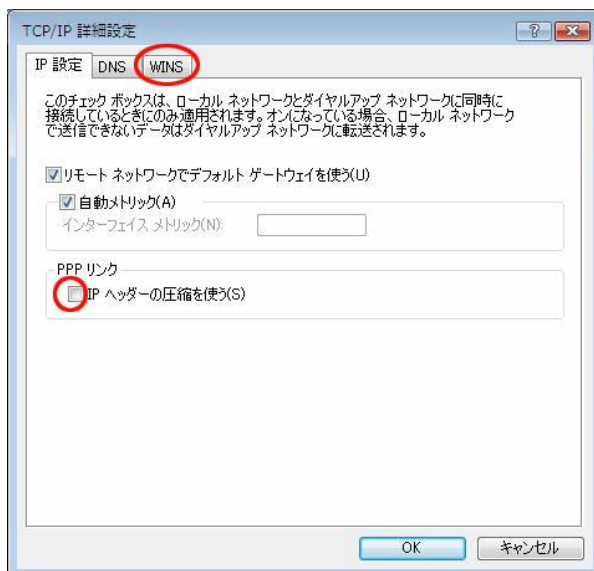 TCP/IP 詳細設定
IP 設定 DNS WINS
このチェック ボックスは、ローカル ネットワークとダイヤルアップ ネットワークに同時に
接続しているときにのみ適用されます。オンになっている場合、ローカル ネットワーク
で送信できないデータはダイヤルアップ ネットワークに転送されます。
リモート ネットワークでデフォルト ゲートウェイを使う(U)
自動メトリック(A)
インターフェイス メトリック(N):
PPP リンク
IP ヘッダーの圧縮を使う(S)
OK キャンセル